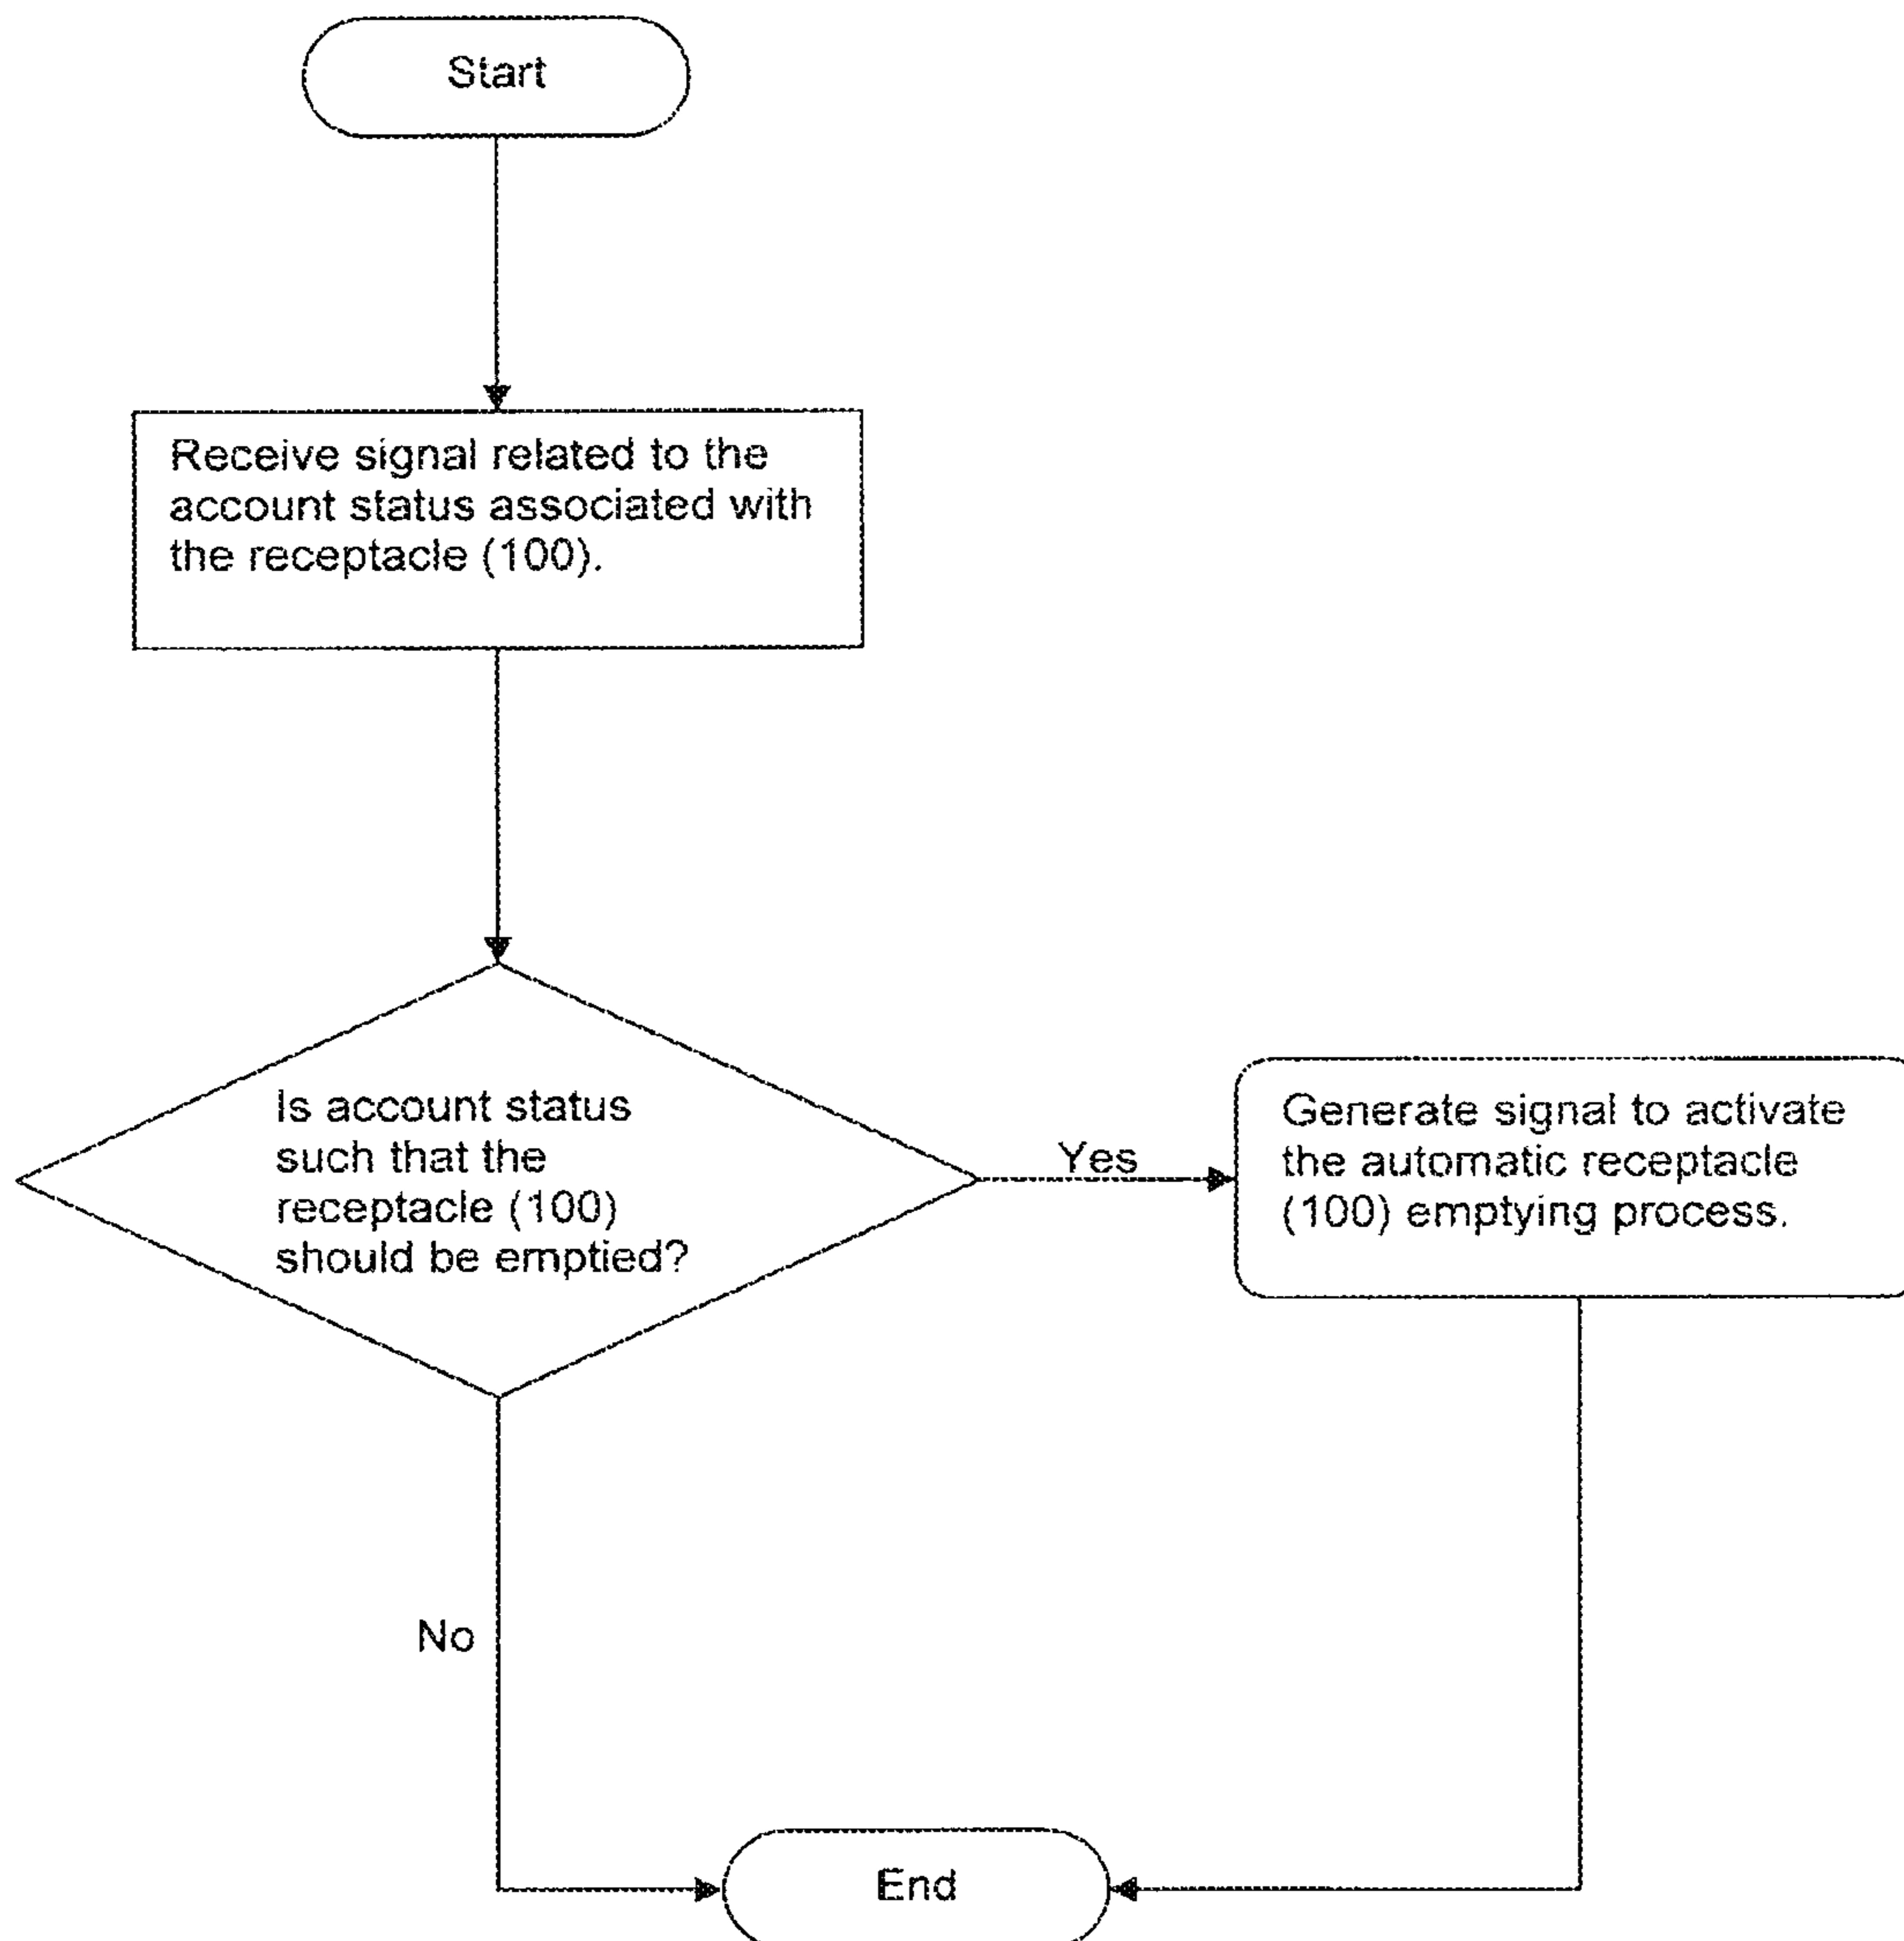 Start
Receive signal related to the
account status associated with
the receptacle (100).
Is account status
such that the
receptacle (100)
should be emptied?
Yes
Generate signal to activate
the automatic receptacle
(100) emptying process.
No
End